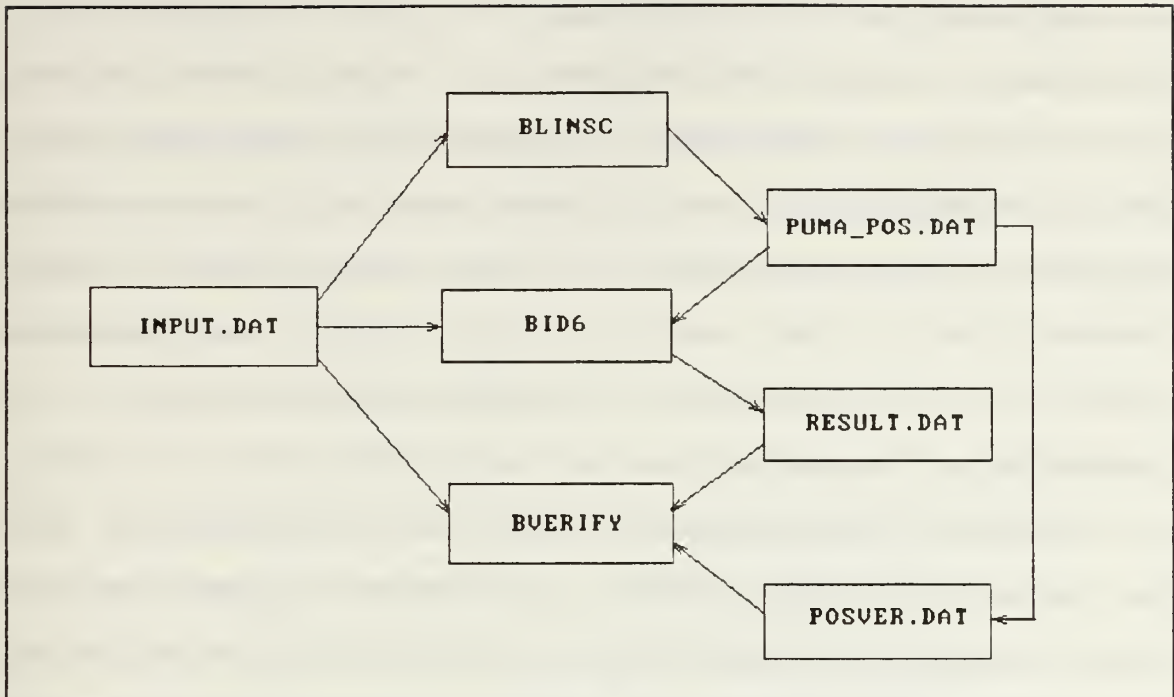 BLINSC
PUMA_POS.DAT
INPUT.DAT
BID6
RESULT.DAT
BVERIFY
POSVER.DAT